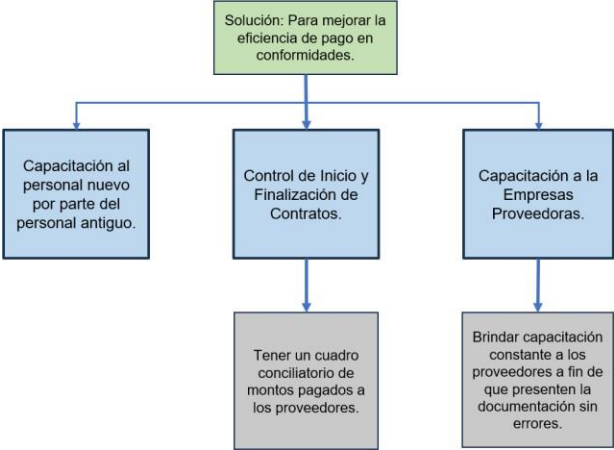 Solución: Para mejorar la
eficiencia de pago en
conformidades.
Capacitación al
personal nuevo
por parte del
personal antiguo.
Control de Inicio y
Finalización de
Contratos.
Capacitación a la
Empresas
Proveedoras.
Tener un cuadro
conciliatorio de
montos pagados a
los proveedores.
Brindar capacitación
constante a los
proveedores a fin de
que presenten la
documentación sin
errores.